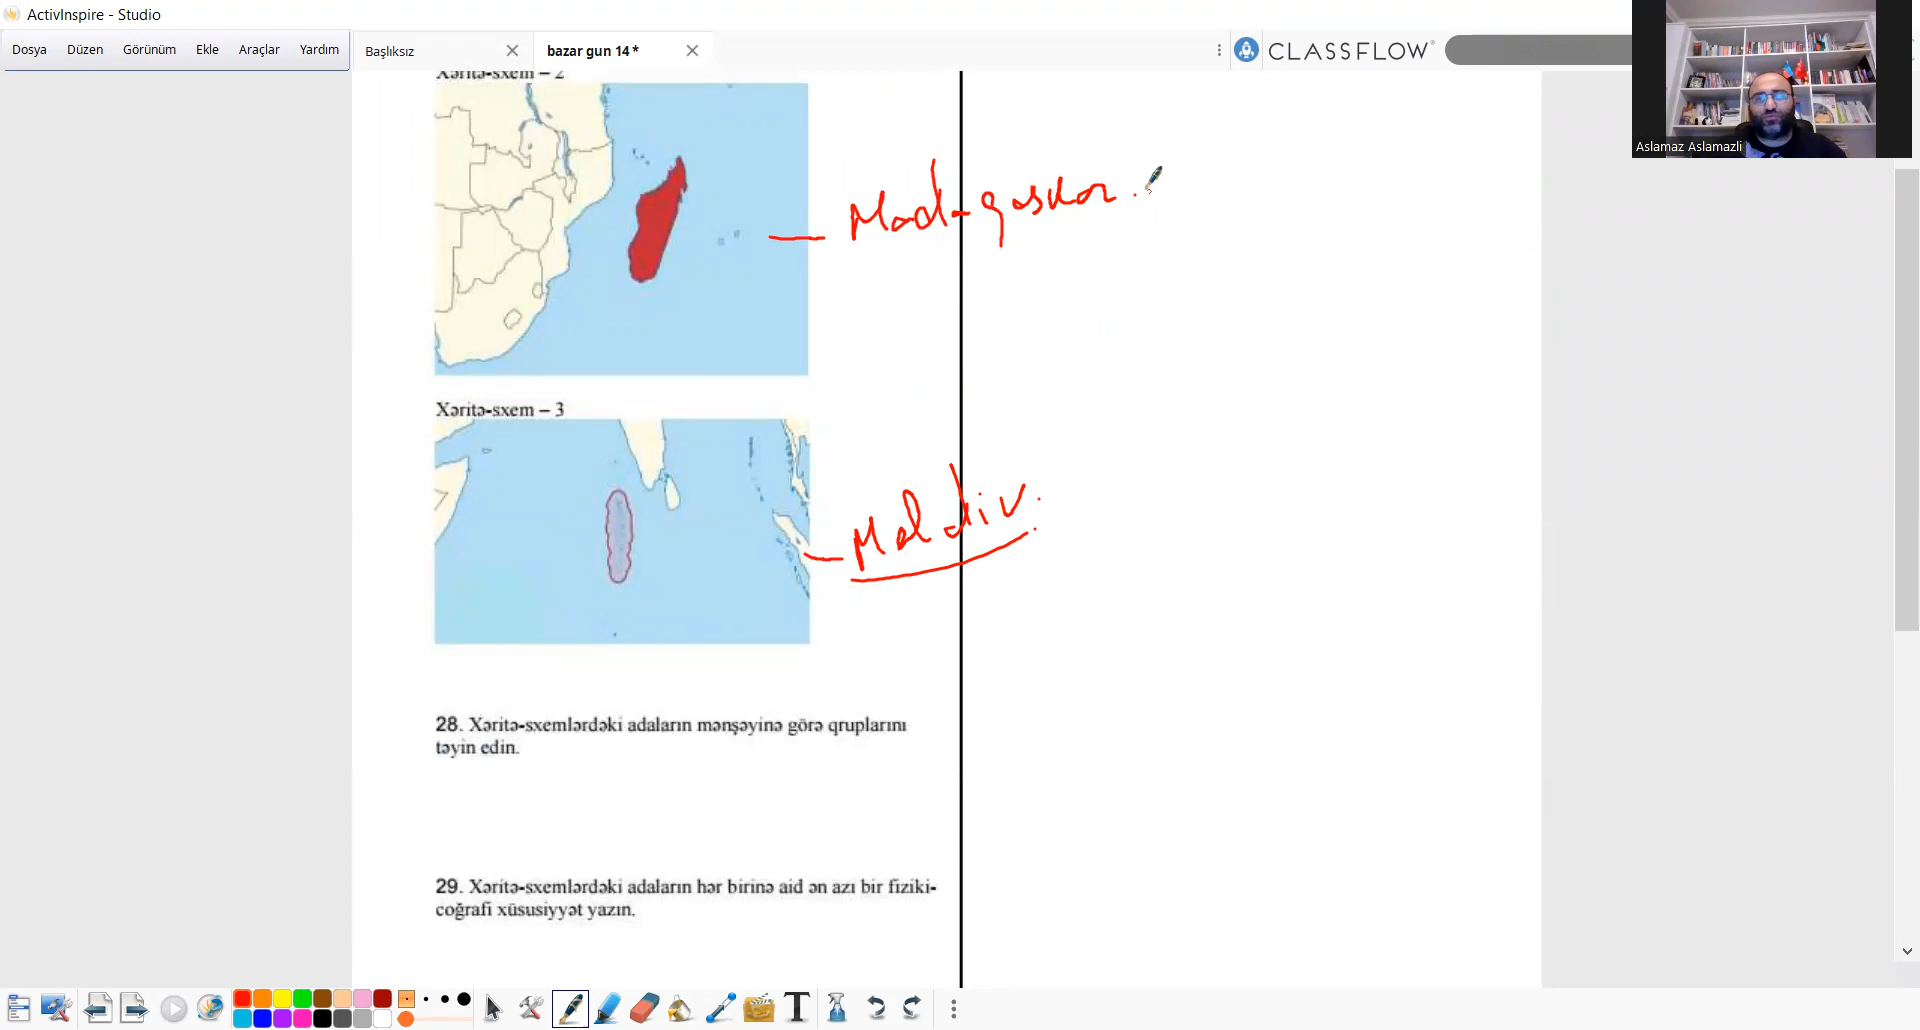 ActivInspire - Studio
Dosya Düzen Görünüm Ekle Araçlar Yardım
Başlıksız
bazar gun 14 *
CLASSFLOW
Aslamaz Aslamazli
Xəritə-sxem – 2
Madagaskar.
Xəritə-sxem – 3
Maldiv.
28. Xəritə-sxemlərdəki adaların mənşəyinə görə qruplarını
təyin edin.
29. Xəritə-sxemlərdəki adaların hər birinə aid ən azı bir fiziki-
coğrafi xüsusiyyət yazın.